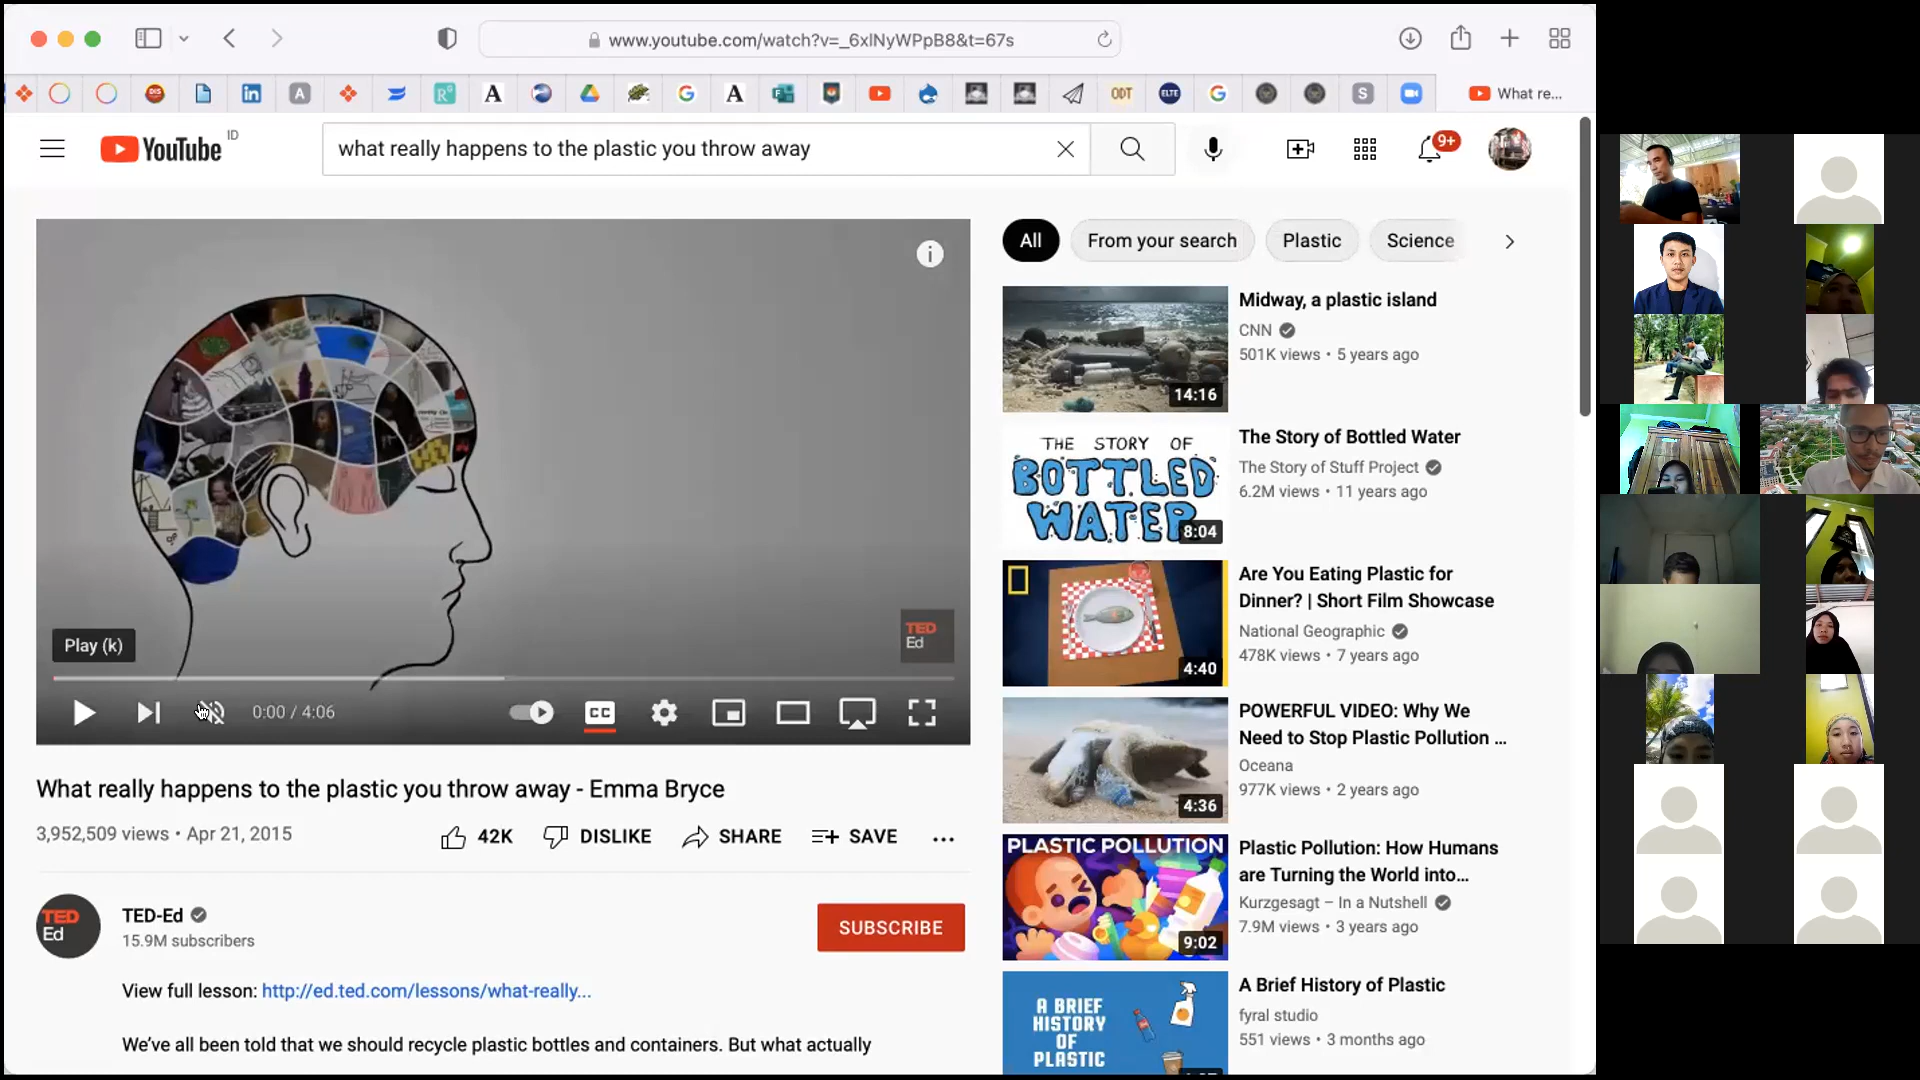 www.youtube.com/watch?v=_6xlNyWPpB8&t=67s
DIS
in
A
R
A
G
A
F
ODT
ELTE
G
S
What re...
YouTube
ID
what really happens to the plastic you throw away
9+
i
TED
Ed
Play (k)
0:00 / 4:06
CC
What really happens to the plastic you throw away - Emma Bryce
3,952,509 views • Apr 21, 2015
42K
DISLIKE
SHARE
SAVE
...
TED
Ed
TED-Ed
15.9M subscribers
SUBSCRIBE
View full lesson: http://ed.ted.com/lessons/what-really...
We've all been told that we should recycle plastic bottles and containers. But what actually
All
From your search
Plastic
Science
14:16
Midway, a plastic island
CNN
501K views • 5 years ago
THE STORY OF
BOTTLED
WATER
8:04
The Story of Bottled Water
The Story of Stuff Project
6.2M views • 11 years ago
4:40
Are You Eating Plastic for
Dinner? | Short Film Showcase
National Geographic
478K views • 7 years ago
4:36
POWERFUL VIDEO: Why We
Need to Stop Plastic Pollution ...
Oceana
977K views • 2 years ago
PLASTIC POLLUTION
9:02
Plastic Pollution: How Humans
are Turning the World into...
Kurzgesagt – In a Nutshell
7.9M views • 3 years ago
A BRIEF
HISTORY
OF
PLASTIC
A Brief History of Plastic
fyral studio
551 views • 3 months ago